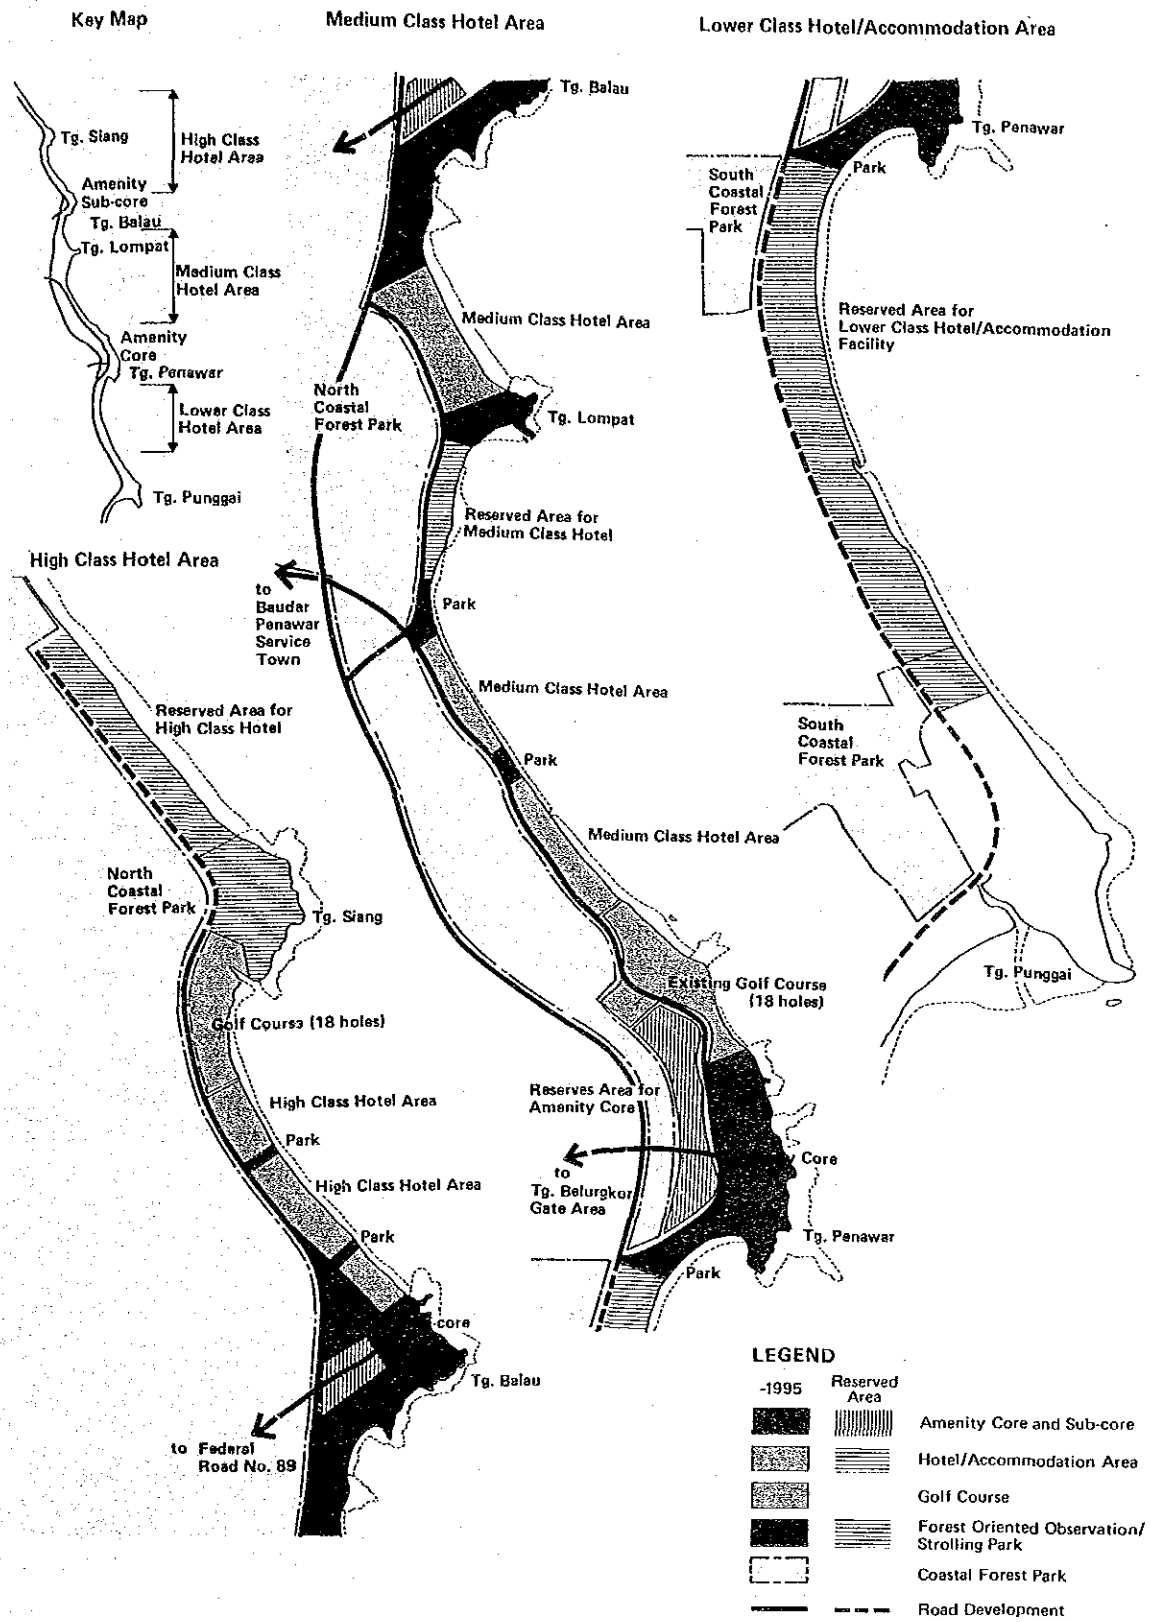 Key Map
Tg. Siang
High Class
Hotel Area
Amenity
Sub-core
Tg. Balau
Tg. Lompat
Medium Class
Hotel Area
Amenity
Core
Tg. Penawar
Lower Class
Hotel Area
Tg. Punggai
High Class Hotel Area
Reserved Area for
High Class Hotel
North
Coastal
Forest Park
Tg. Siang
Golf Course (18 holes)
High Class Hotel Area
Park
High Class Hotel Area
Park
-core
Tg. Balau
to Federal
Road No. 89
Medium Class Hotel Area
Tg. Balau
Medium Class Hotel Area
North
Coastal
Forest Park
Tg. Lompat
Reserved Area for
Medium Class Hotel
to
Baudar
Penawar
Service
Town
Park
Medium Class Hotel Area
Park
Medium Class Hotel Area
Existing Golf Course
(18 holes)
Reserves Area for
Amenity Core
Core
to
Tg. Belurgkor
Gate Area
Tg. Penawar
Park
Lower Class Hotel/Accommodation Area
Tg. Penawar
Park
South
Coastal
Forest
Park
Reserved Area for
Lower Class Hotel/Accommodation
Facility
South
Coastal
Forest Park
Tg. Punggai
LEGEND
-1995 Reserved
Area
Amenity Core and Sub-core
Hotel/Accommodation Area
Golf Course
Forest Oriented Observation/
Strolling Park
Coastal Forest Park
Road Development